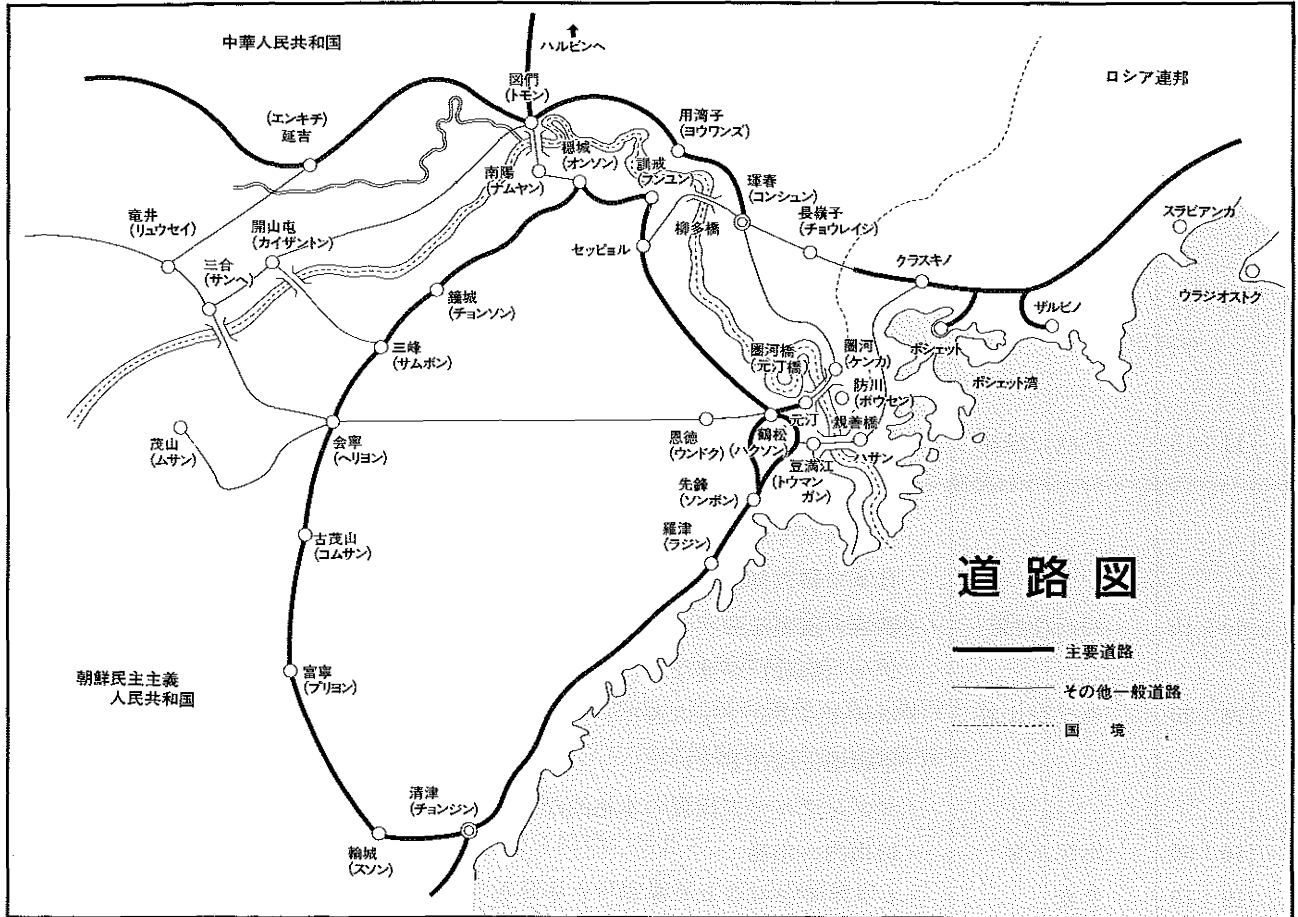 中華人民共和国
ハルビンへ
ロシア連邦
図們
(トモン)
(エンキチ)
延吉
用湾子
(ヨウワンズ)
穏城
(オンソン)
訓戒
南陽
(ナムヤン)
琿春
(コンシュン)
長嶺子
(チョウレイシ)
スラビアンカ
竜井
(リュウセイ)
開山屯
(カイザントン)
柳多橋
セッピョル
クラスキノ
三合
(サンヘ)
ウラジオストク
ザルビノ
鐘城
(チョンソン)
ポシェット
三峰
(サムボン)
圏河橋
(元汀橋)
圏河
(ケンカ)
ポシェット湾
防川
(ボウセン)
元汀
親善橋
茂山
(ムサン)
会寧
(ヘリョン)
恩徳
(ウンドク)
鶴松
(ハクソン)
ハサン
豆満江
(トウマン
ガン)
先鋒
(ソンボン)
羅津
(ラジン)
古茂山
(コムサン)
道路図
主要道路
その他一般道路
国境
朝鮮民主主義
人民共和国
富寧
(プリョン)
清津
(チョンジン)
輸城
(スソン)